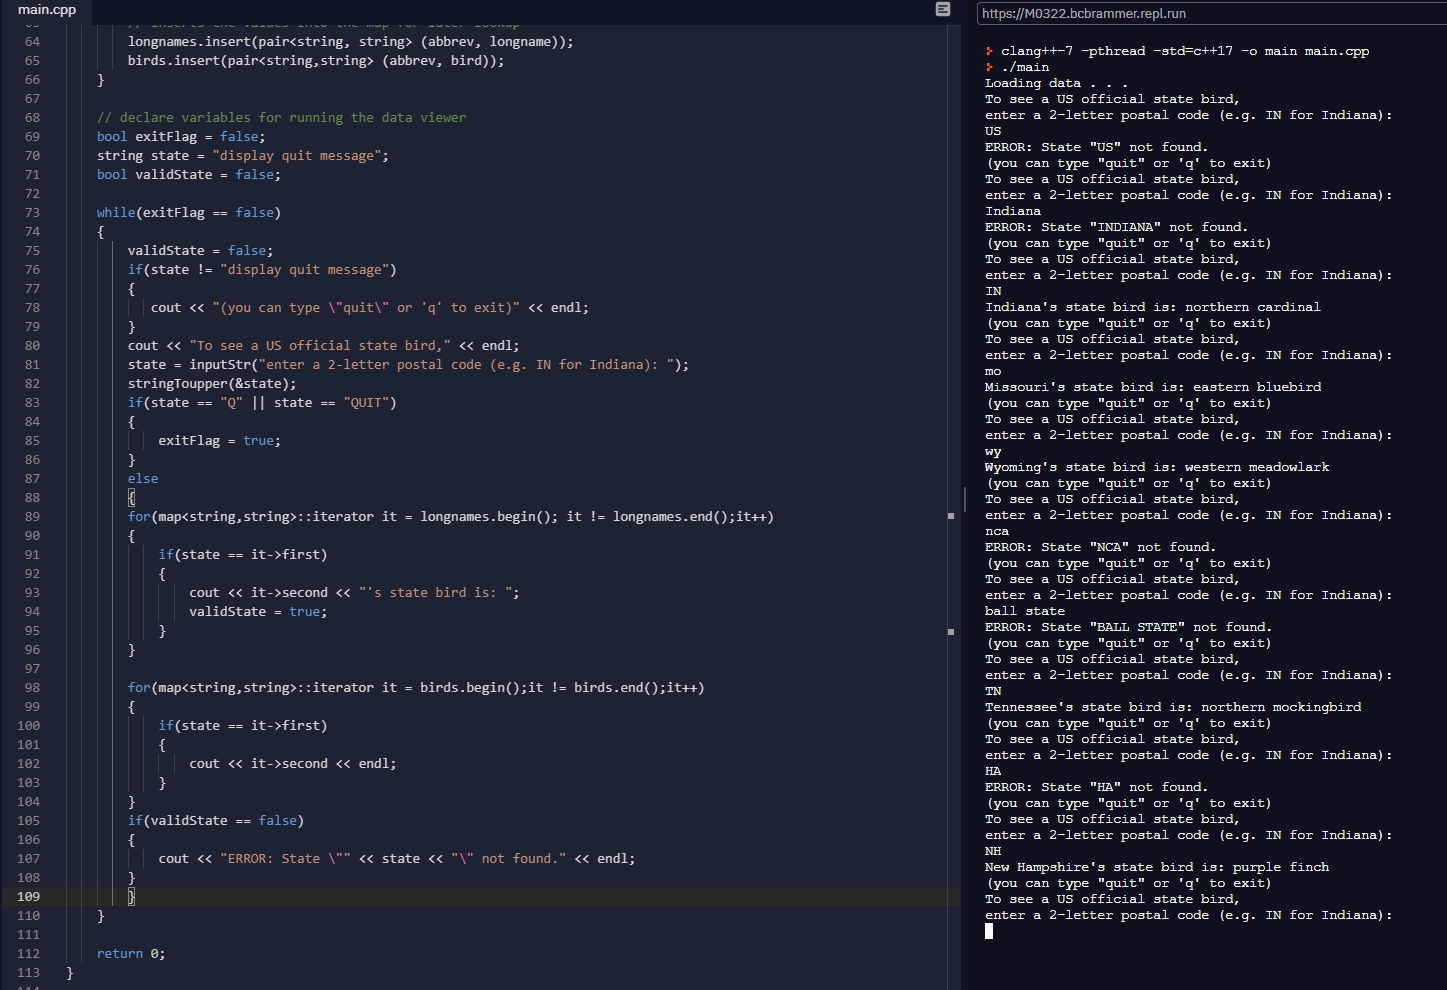 main.cpp
// inserts the values into the map for later lookup
64 longnames.insert(pair<string, string> (abbrev, longname));
65 birds.insert(pair<string,string> (abbrev, bird));
66 }
67
68 // declare variables for running the data viewer
69 bool exitFlag = false;
70 string state = "display quit message";
71 bool validState = false;
72
73 while(exitFlag == false)
74 {
75 validState = false;
76 if(state != "display quit message")
77 {
78 cout << "(you can type \"quit\" or 'q' to exit)" << endl;
79 }
80 cout << "To see a US official state bird," << endl;
81 state = inputStr("enter a 2-letter postal code (e.g. IN for Indiana): ");
82 stringToupper(&state);
83 if(state == "Q" || state == "QUIT")
84 {
85 exitFlag = true;
86 }
87 else
88 {
89 for(map<string,string>::iterator it = longnames.begin(); it != longnames.end();it++)
90 {
91 if(state == it->first)
92 {
93 cout << it->second << "'s state bird is: ";
94 validState = true;
95 }
96 }
97
98 for(map<string,string>::iterator it = birds.begin();it != birds.end();it++)
99 {
100 if(state == it->first)
101 {
102 cout << it->second << endl;
103 }
104 }
105 if(validState == false)
106 {
107 cout << "ERROR: State \"" << state << "\" not found." << endl;
108 }
109 }
110 }
111
112 return 0;
113 }
https://M0322.bcbrammer.repl.run
> clang++-7 -pthread -std=c++17 -o main main.cpp
> ./main
Loading data . . .
To see a US official state bird,
enter a 2-letter postal code (e.g. IN for Indiana):
US
ERROR: State "US" not found.
(you can type "quit" or 'q' to exit)
To see a US official state bird,
enter a 2-letter postal code (e.g. IN for Indiana):
Indiana
ERROR: State "INDIANA" not found.
(you can type "quit" or 'q' to exit)
To see a US official state bird,
enter a 2-letter postal code (e.g. IN for Indiana):
IN
Indiana's state bird is: northern cardinal
(you can type "quit" or 'q' to exit)
To see a US official state bird,
enter a 2-letter postal code (e.g. IN for Indiana):
mo
Missouri's state bird is: eastern bluebird
(you can type "quit" or 'q' to exit)
To see a US official state bird,
enter a 2-letter postal code (e.g. IN for Indiana):
wy
Wyoming's state bird is: western meadowlark
(you can type "quit" or 'q' to exit)
To see a US official state bird,
enter a 2-letter postal code (e.g. IN for Indiana):
nca
ERROR: State "NCA" not found.
(you can type "quit" or 'q' to exit)
To see a US official state bird,
enter a 2-letter postal code (e.g. IN for Indiana):
ball state
ERROR: State "BALL STATE" not found.
(you can type "quit" or 'q' to exit)
To see a US official state bird,
enter a 2-letter postal code (e.g. IN for Indiana):
TN
Tennessee's state bird is: northern mockingbird
(you can type "quit" or 'q' to exit)
To see a US official state bird,
enter a 2-letter postal code (e.g. IN for Indiana):
HA
ERROR: State "HA" not found.
(you can type "quit" or 'q' to exit)
To see a US official state bird,
enter a 2-letter postal code (e.g. IN for Indiana):
NH
New Hampshire's state bird is: purple finch
(you can type "quit" or 'q' to exit)
To see a US official state bird,
enter a 2-letter postal code (e.g. IN for Indiana):